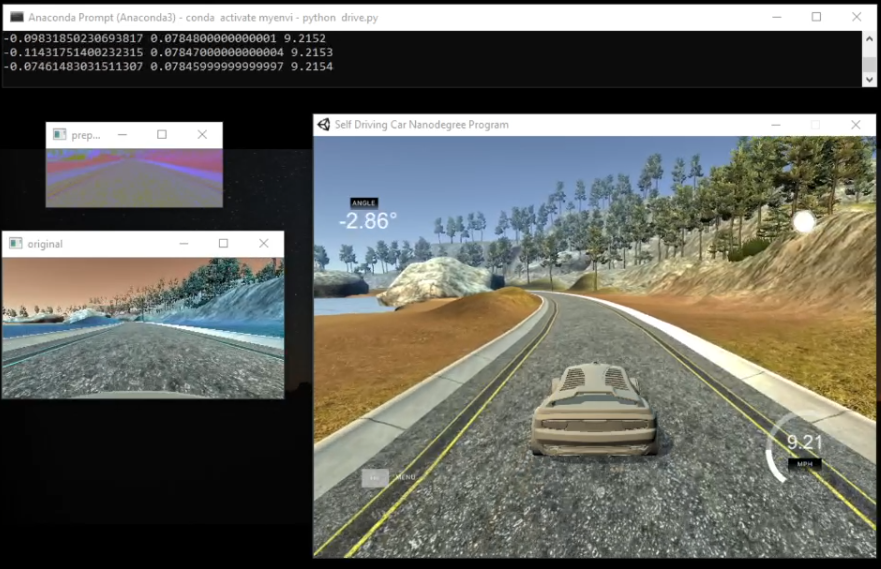 Anaconda Prompt (Anaconda3) - conda activate myenvi - python drive.py
-0.09831850230693817 0.0784800000000001 9.2152
-0.11431751400232315 0.07847000000000004 9.2153
-0.07461483031511307 0.07845999999999997 9.2154
prep...
Self Driving Car Nanodegree Program
ANGLE
-2.86°
original
9.21
MPH
MENU